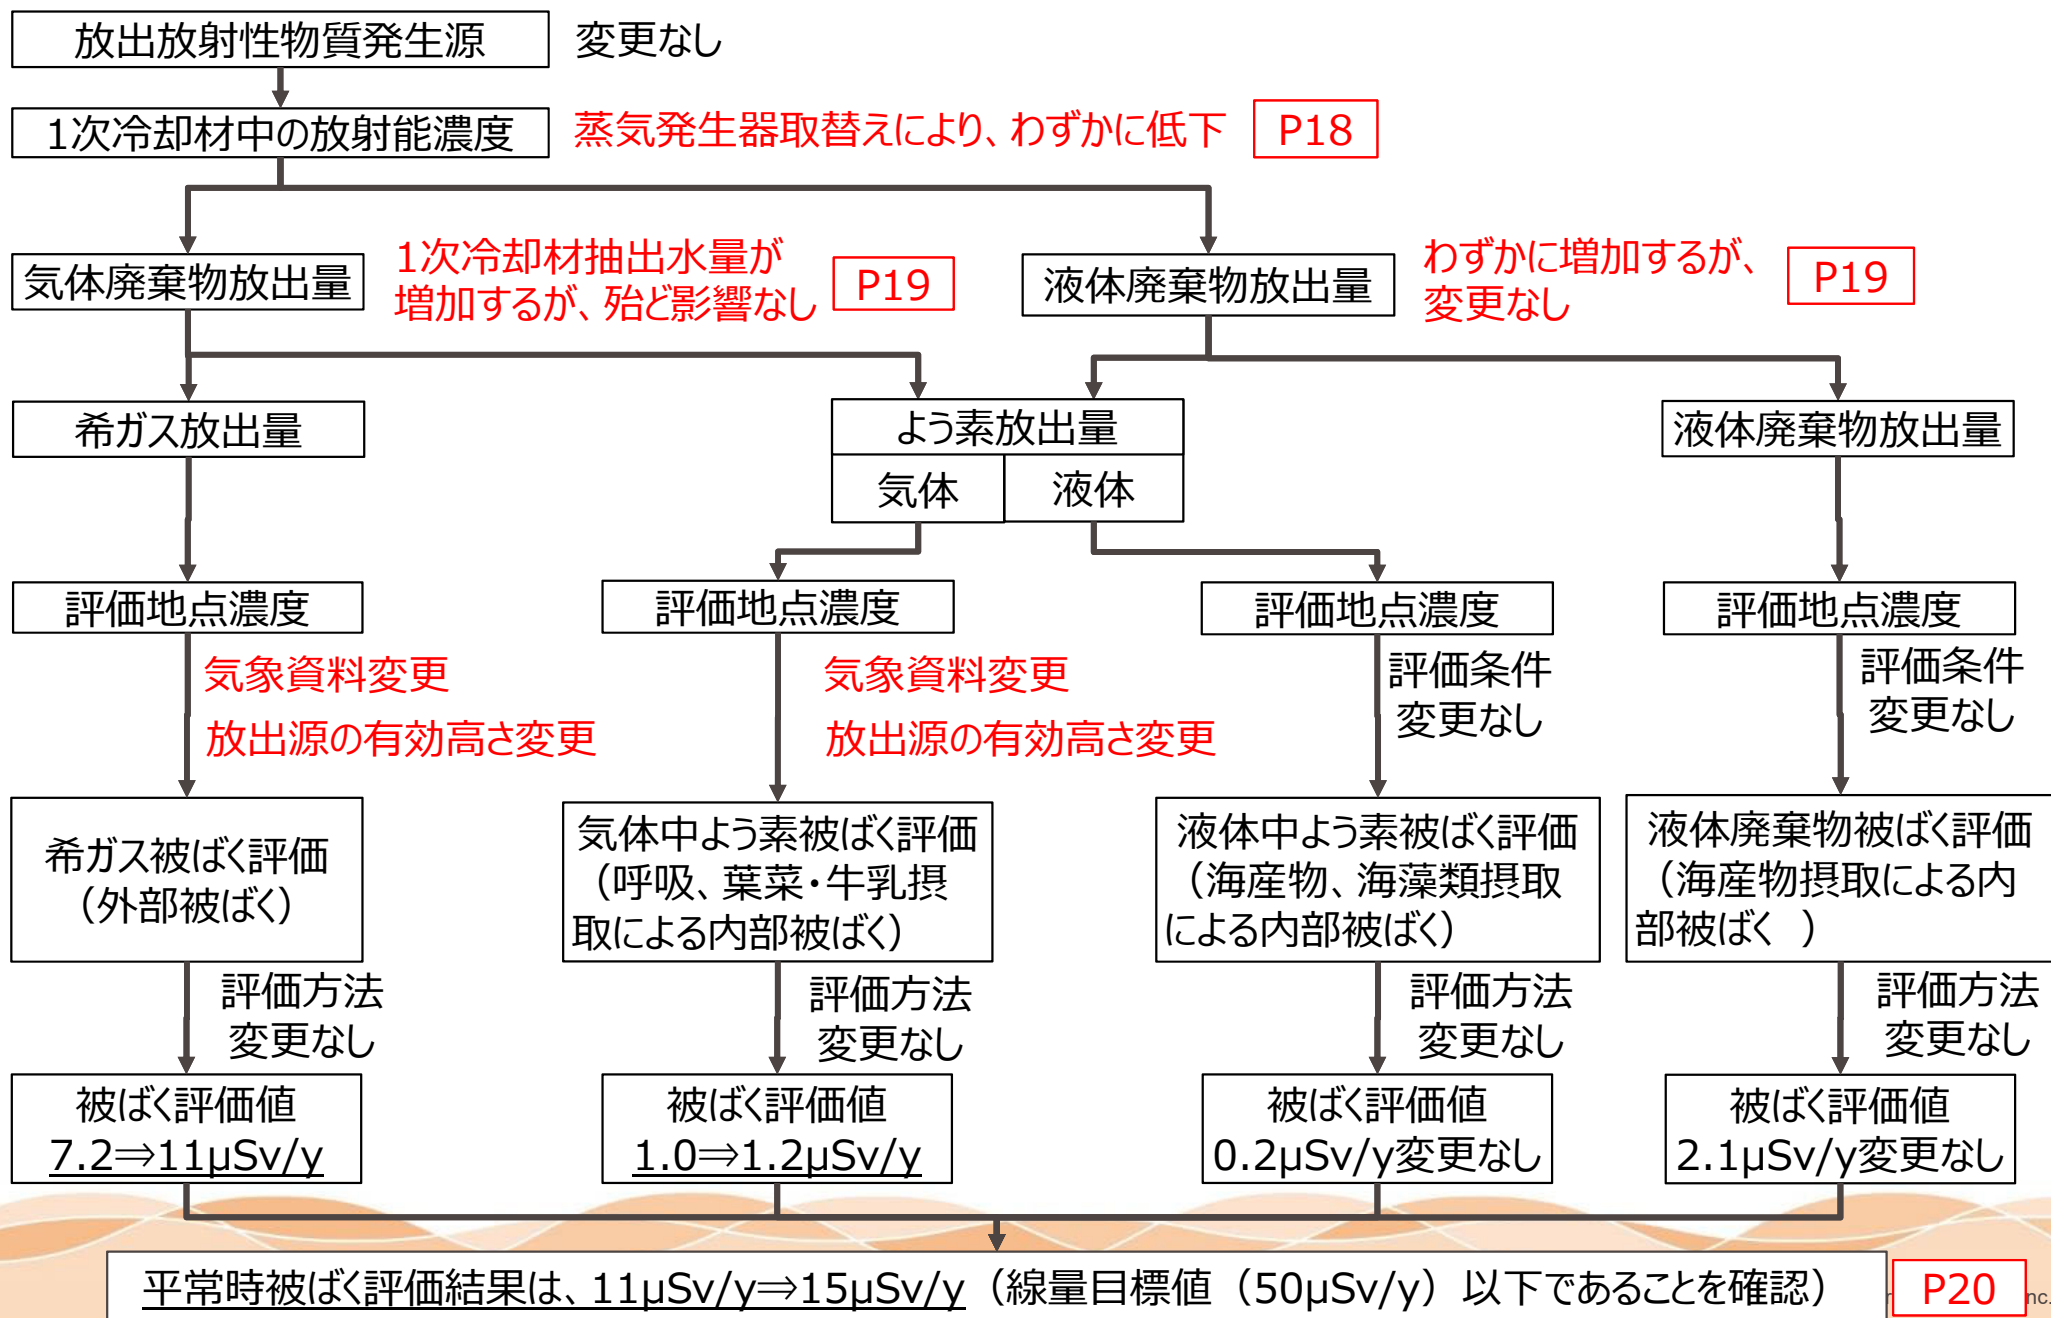 放出放射性物質発生源
変更なし
1次冷却材中の放射能濃度
蒸気発生器取替えにより、わずかに低下
P18
気体廃棄物放出量
1次冷却材抽出水量が
増加するが、殆ど影響なし
P19
液体廃棄物放出量
わずかに増加するが、
変更なし
P19
希ガス放出量
よう素放出量
気体
液体
液体廃棄物放出量
評価地点濃度
評価地点濃度
評価地点濃度
評価地点濃度
気象資料変更
放出源の有効高さ変更
気象資料変更
放出源の有効高さ変更
評価条件
変更なし
評価条件
変更なし
希ガス被ばく評価
（外部被ばく）
気体中よう素被ばく評価
（呼吸、葉菜・牛乳摂
取による内部被ばく）
液体中よう素被ばく評価
（海産物、海藻類摂取
による内部被ばく）
液体廃棄物被ばく評価
（海産物摂取による内
部被ばく ）
評価方法
変更なし
評価方法
変更なし
評価方法
変更なし
評価方法
変更なし
被ばく評価値
7.2⇒11μSv/y
被ばく評価値
1.0⇒1.2μSv/y
被ばく評価値
0.2μSv/y変更なし
被ばく評価値
2.1μSv/y変更なし
平常時被ばく評価結果は、11μSv/y⇒15μSv/y（線量目標値（50μSv/y）以下であることを確認）
P20
nc.